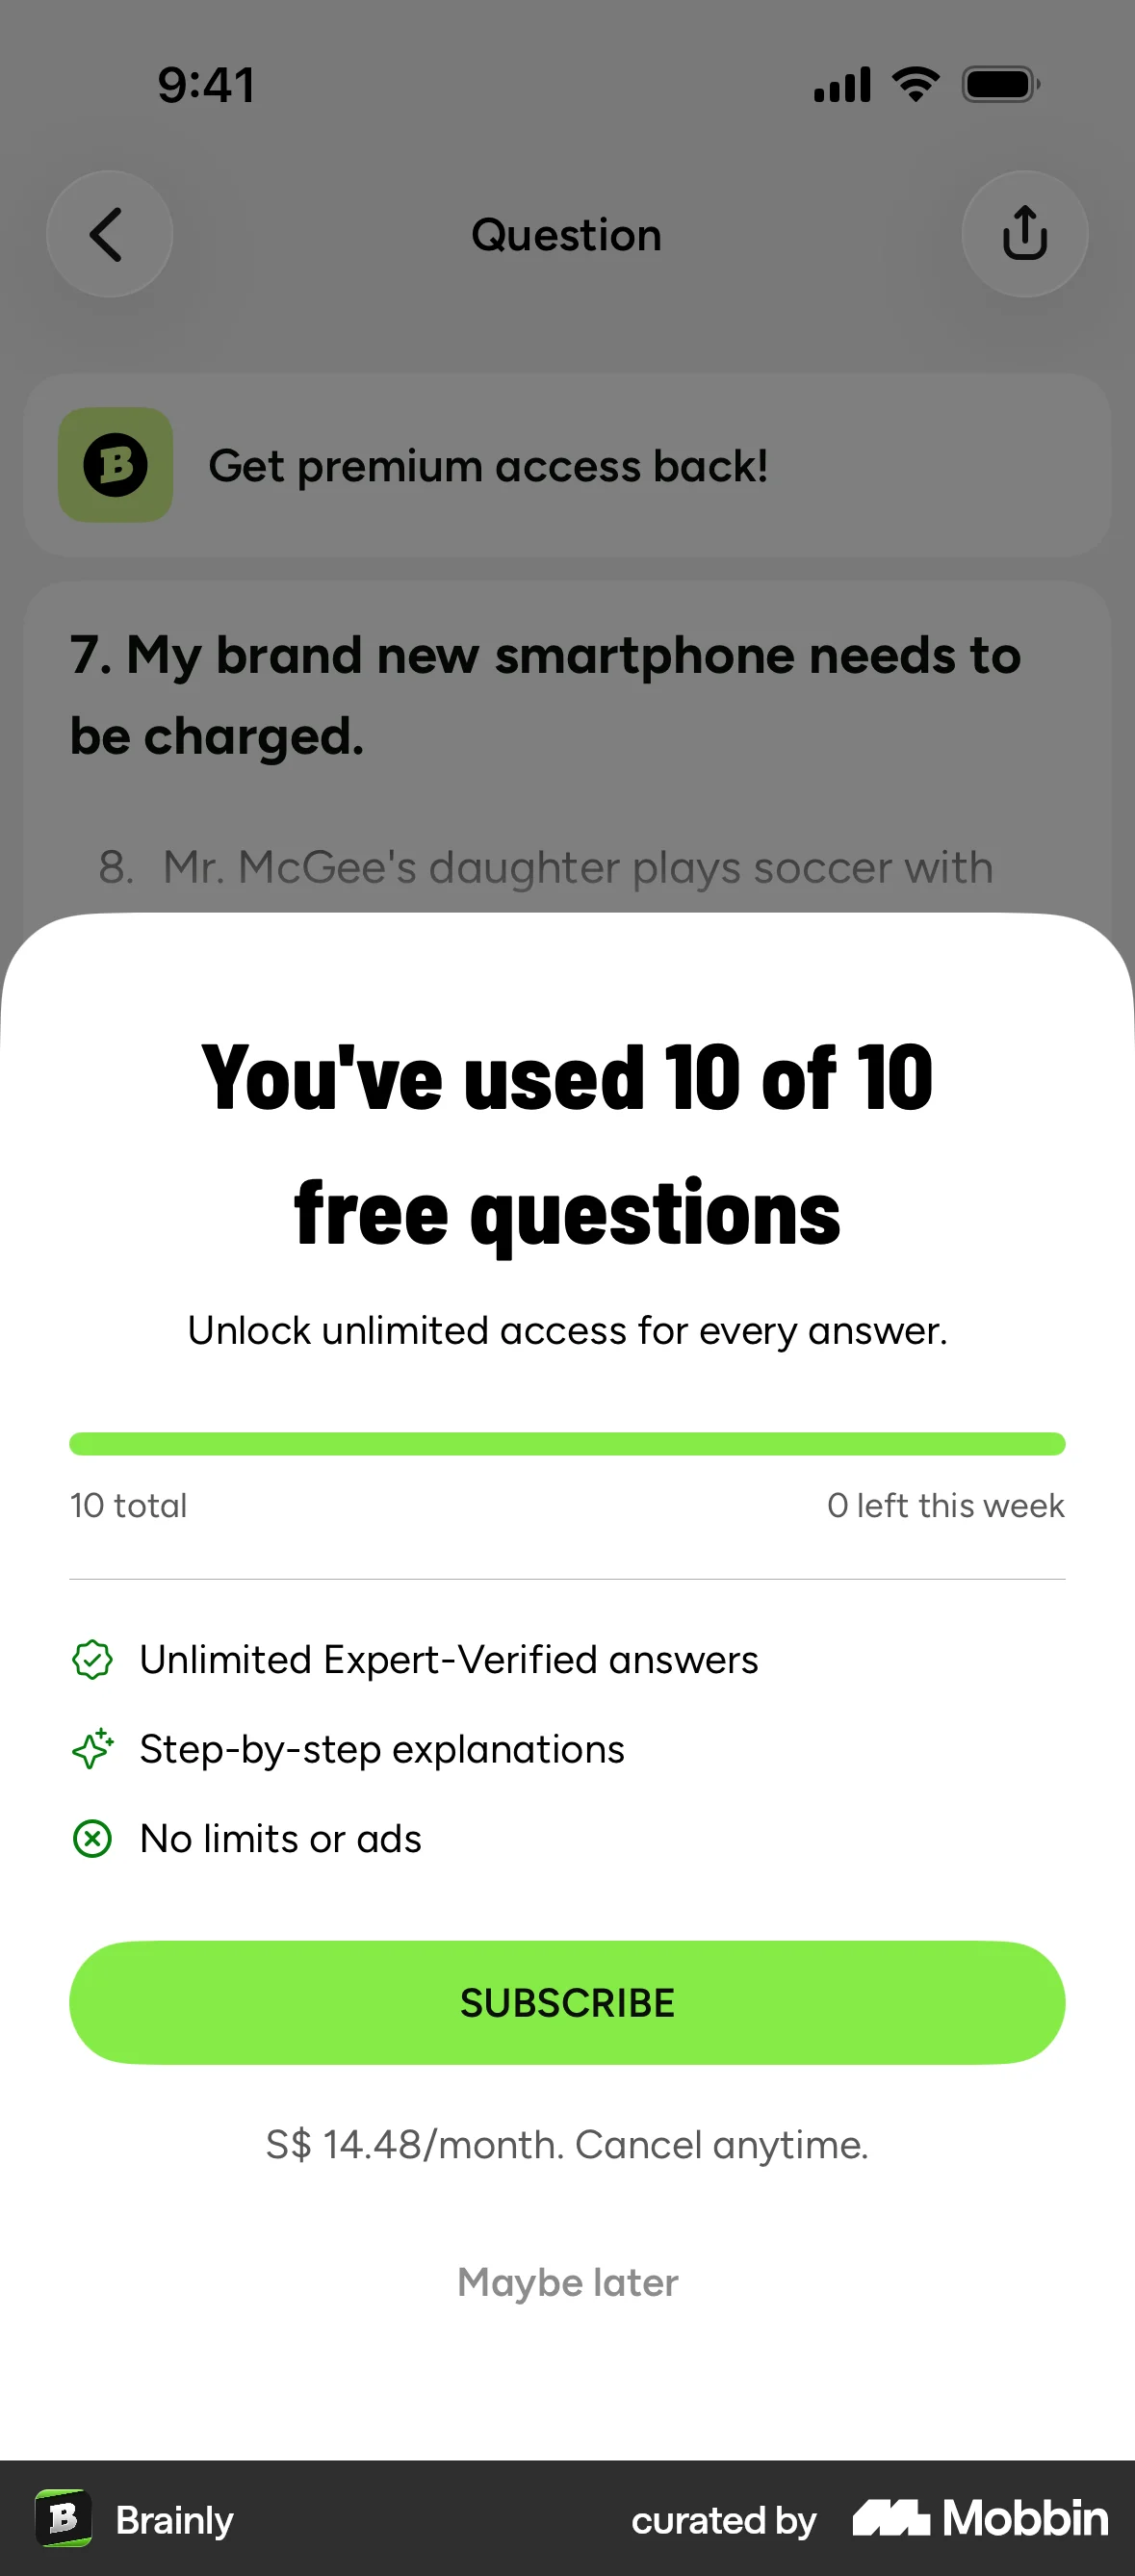 9:41
Question
B
Get premium access back!
7. My brand new smartphone needs to
be charged.
8. Mr. McGee's daughter plays soccer with
You've used 10 of 10
free questions
Unlock unlimited access for every answer.
10 total
0 left this week
Unlimited Expert-Verified answers
Step-by-step explanations
No limits or ads
SUBSCRIBE
S$ 14.48/month. Cancel anytime.
Maybe later
B Brainly
curated by Mobbin